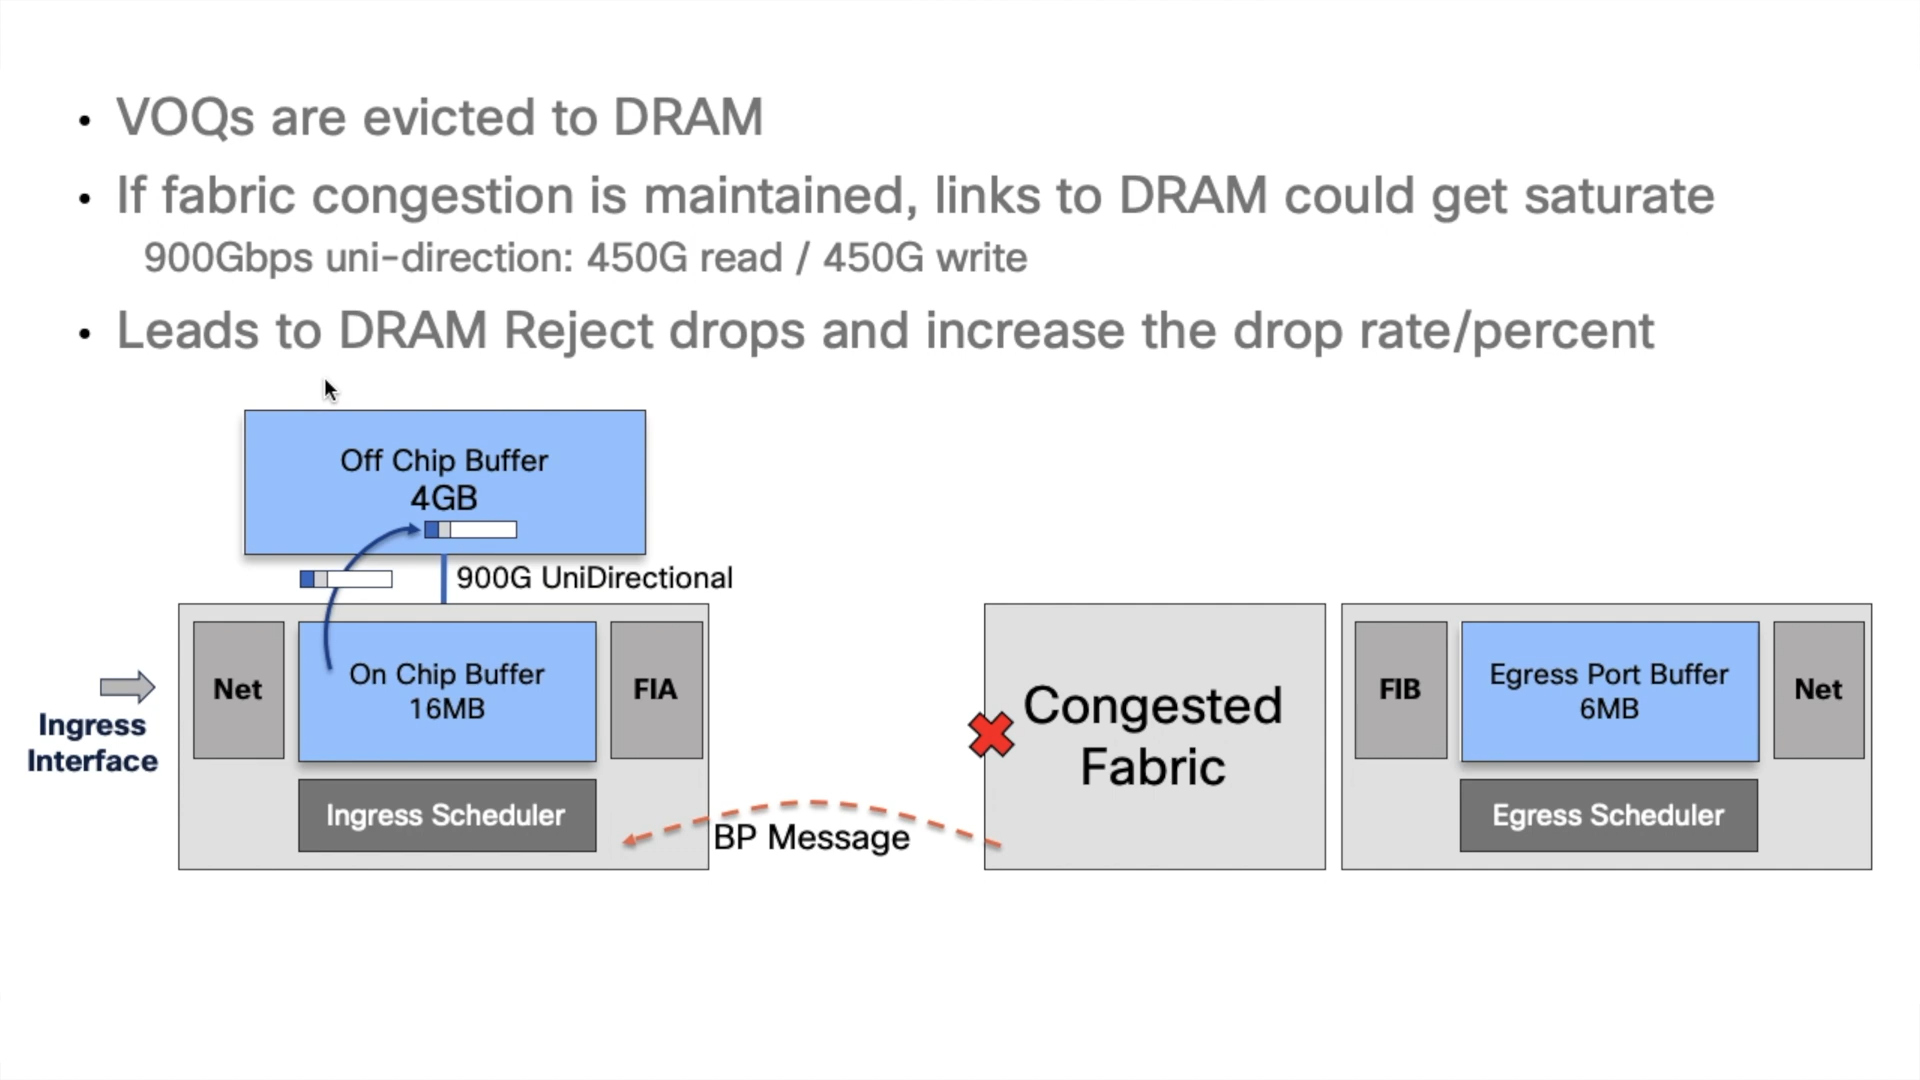 VOQs are evicted to DRAM
If fabric congestion is maintained, links to DRAM could get saturate
900Gbps uni-direction: 450G read / 450G write
Leads to DRAM Reject drops and increase the drop rate/percent
Off Chip Buffer
4GB
900G UniDirectional
Ingress
Interface
Net
On Chip Buffer
16MB
FIA
Ingress Scheduler
BP Message
Congested
Fabric
FIB
Egress Port Buffer
6MB
Net
Egress Scheduler